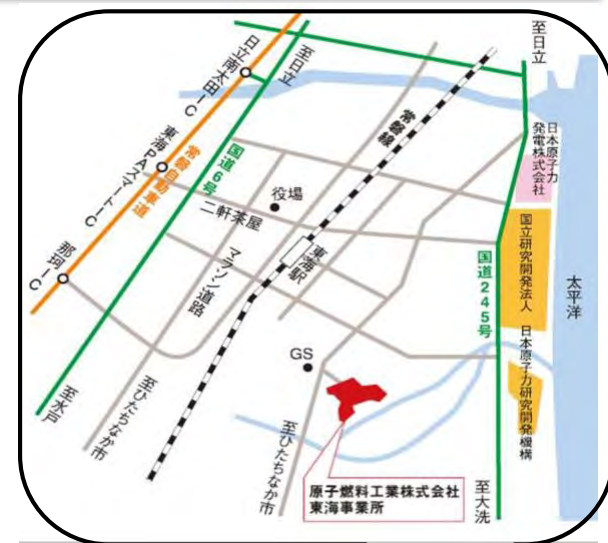 至日立
至日立
日立南太田IC
常磐線
日本原子力
発電株式会社
国道6号
東海PAスマートIC
常磐自動車道
役場
二軒茶屋
東海駅
国立研究開発法人 日本原子力研究開発機構
那珂IC
マラソン道路
国道245号
太平洋
GS
至水戸
至ひたちなか市
至ひたちなか市
至大洗
原子燃料工業株式会社
東海事業所